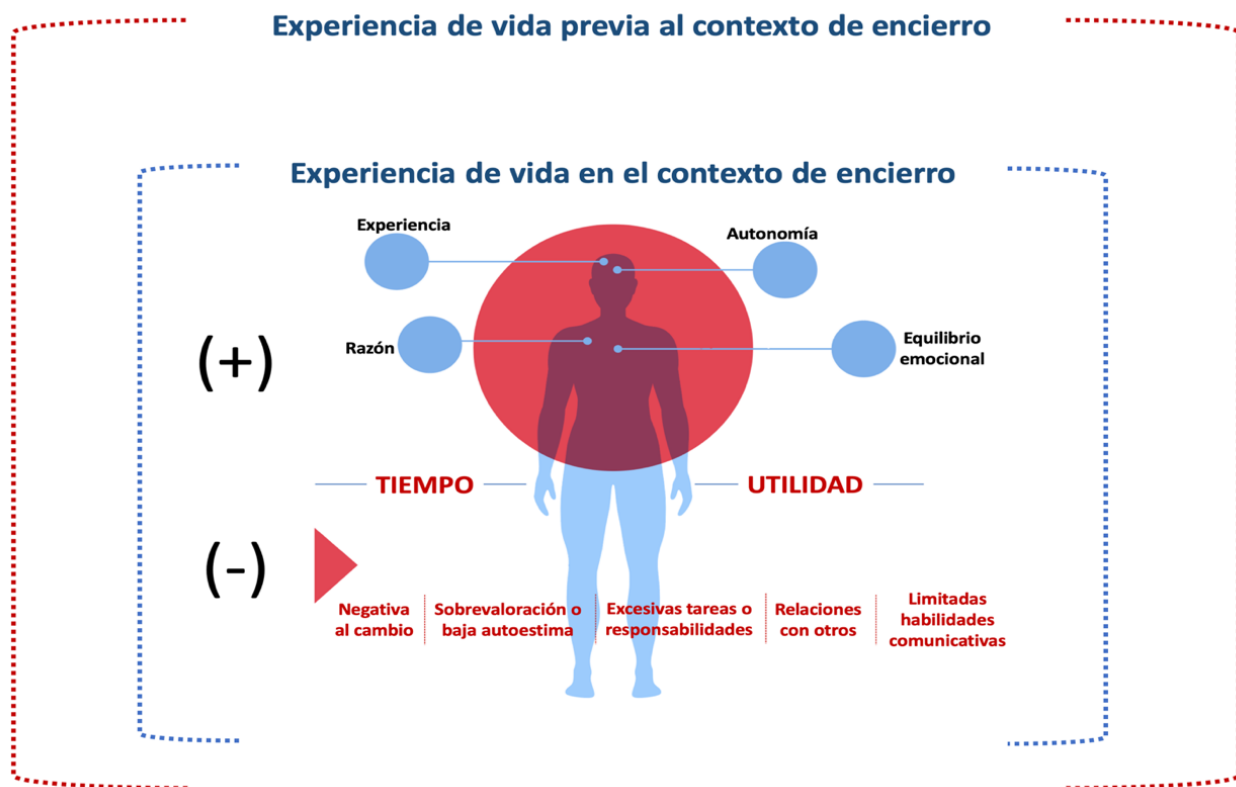 Experiencia de vida previa al contexto de encierro
Experiencia de vida en el contexto de encierro
Experiencia
Autonomía
Razón
Equilibrio
emocional
(+)
TIEMPO
UTILIDAD
(-)
Negativa
al cambio
Sobrevaloración o
baja autoestima
Excesivas tareas o
responsabilidades
Relaciones
con otros
Limitadas
habilidades
comunicativas